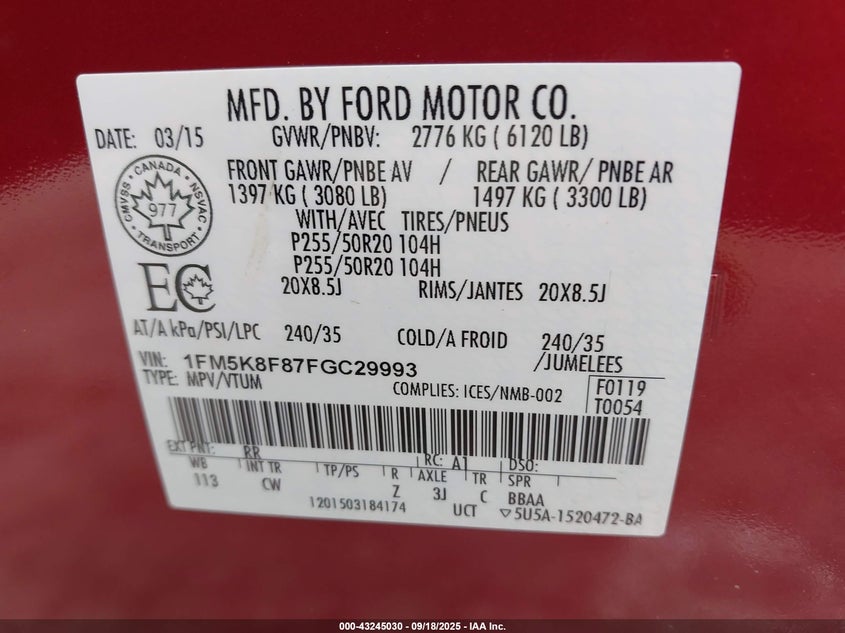 MFD. BY FORD MOTOR CO.
DATE: 03/15 GVWR/PNBV: 2776 KG ( 6120 LB)
FRONT GAWR/PNBE AV / REAR GAWR/ PNBE AR
1397 KG ( 3080 LB) 1497 KG ( 3300 LB)
WITH/AVEC TIRES/PNEUS
P255/50R20 104H
P255/50R20 104H
20X8.5J RIMS/JANTES 20X8.5J
CANADA
CMVSS NSVAC
977
TRANSPORT
EC
AT/A kPa/PSI/LPC 240/35 COLD/A FROID 240/35
VIN: 1FM5K8F87FGC29993 /JUMELEES
TYPE: MPV/VTUM COMPLIES: ICES/NMB-002 F0119
T0054
EXT PNT: RR RC: A1 DSO:
WB INT TR TP/PS R AXLE TR SPR
113 CW Z 3J C BBAA
1201503184174 UCT ▽5U5A-1520472-BA
000-43245030 - 09/18/2025 - IAA Inc.